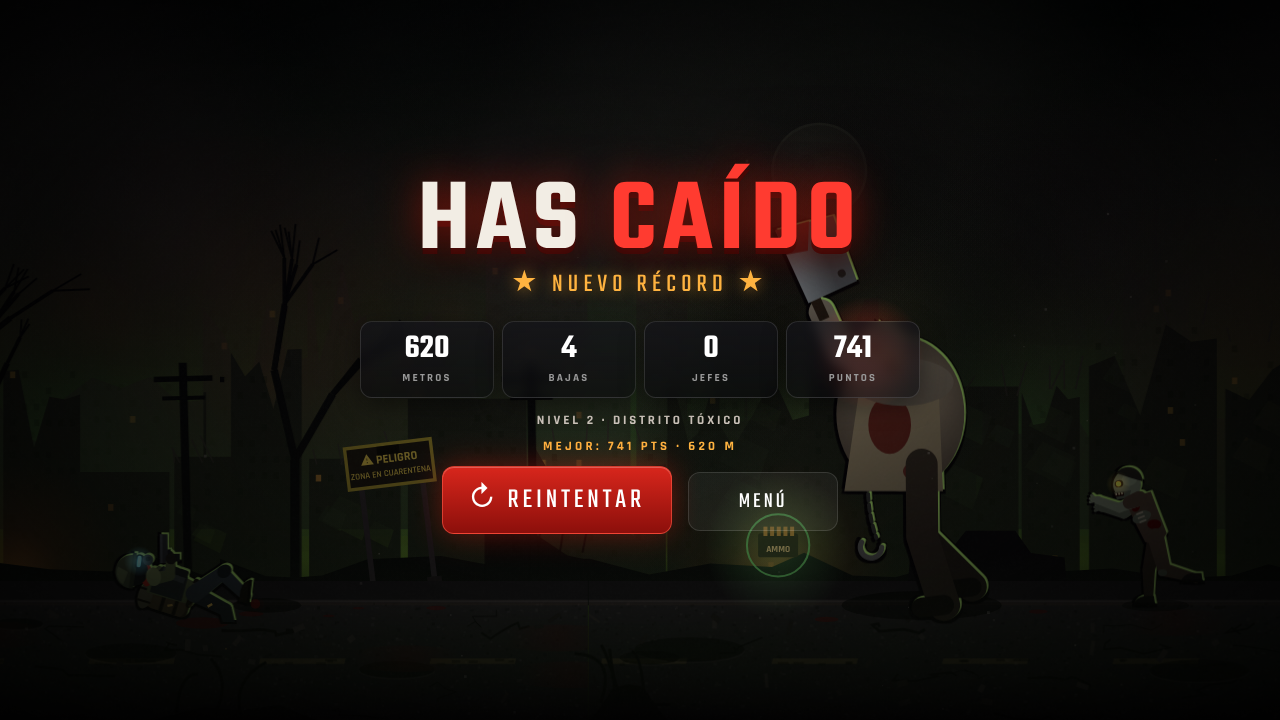 HAS CAÍDO
★ NUEVO RÉCORD ★
620 4 0 741
METROS BAJAS JEFES PUNTOS
NIVEL 2 · DISTRITO TÓXICO
MEJOR: 741 PTS · 620 M
PELIGRO
ZONA EN CUARENTENA
REINTENTAR MENÚ
AMMO